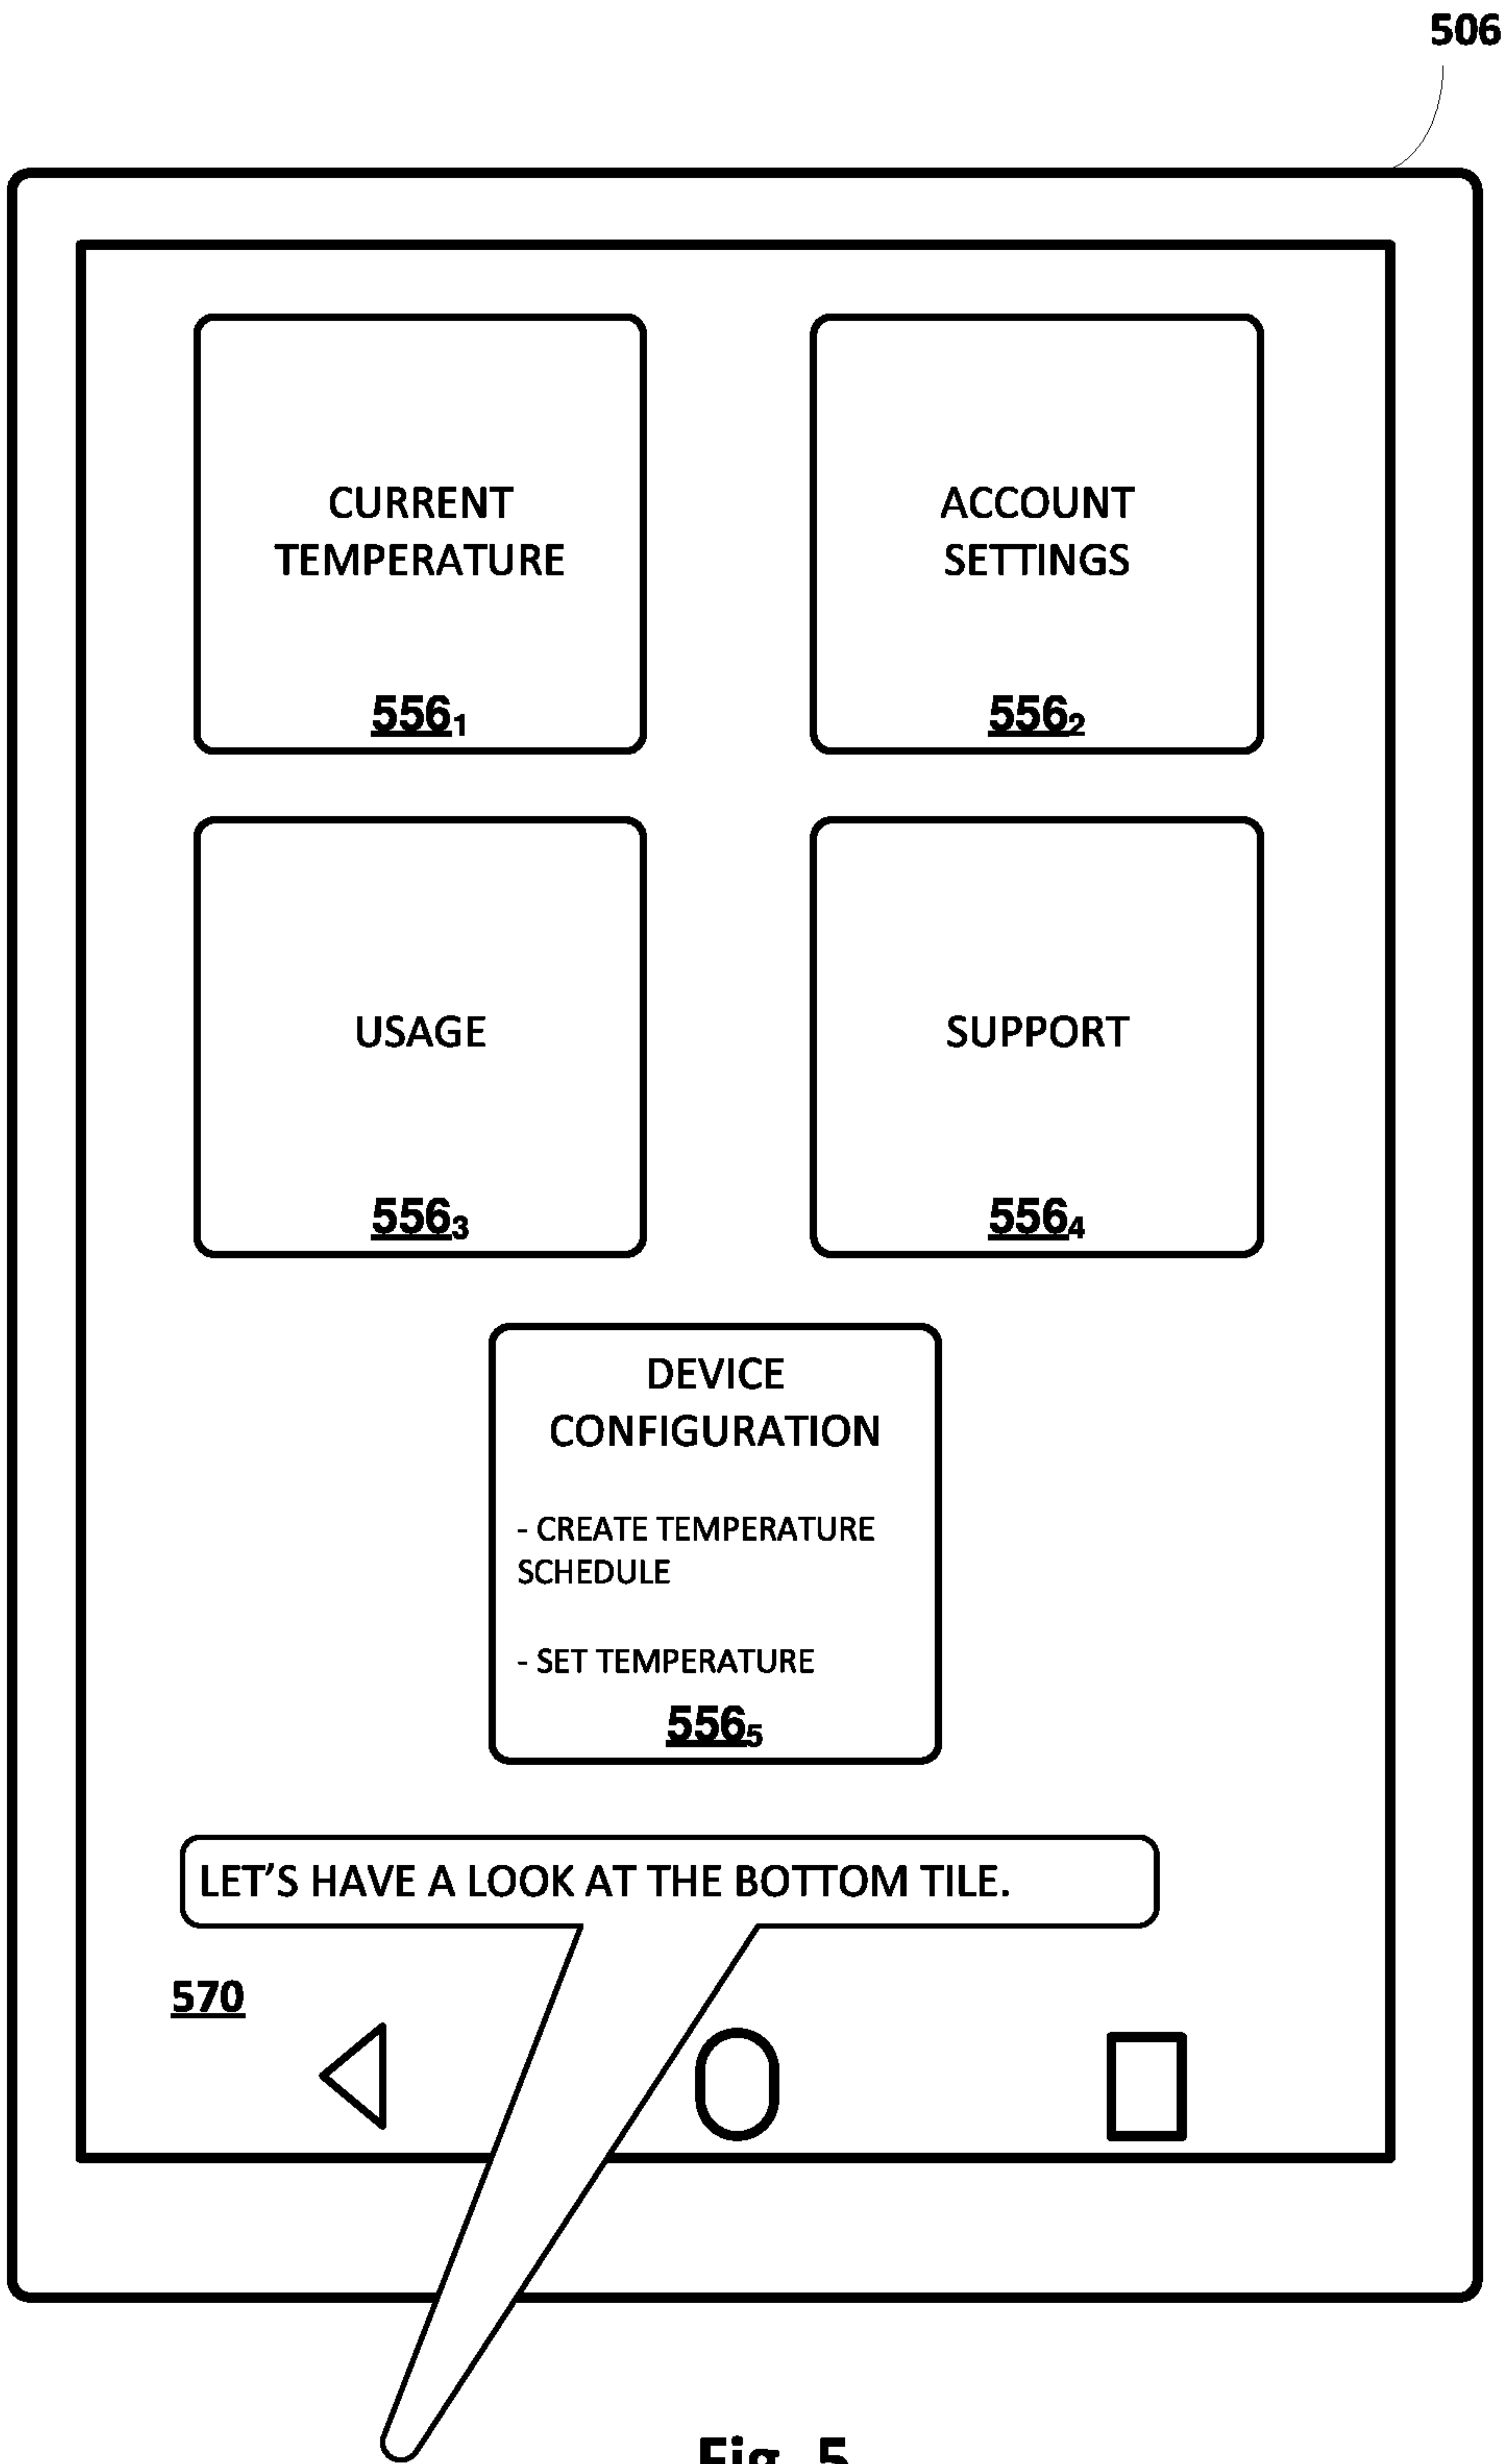 506
CURRENT
TEMPERATURE
556₁
ACCOUNT
SETTINGS
556₂
USAGE
556₃
SUPPORT
556₄
DEVICE
CONFIGURATION
- CREATE TEMPERATURE
SCHEDULE
- SET TEMPERATURE
556₅
LET’S HAVE A LOOK AT THE BOTTOM TILE.
570
Fig. 5